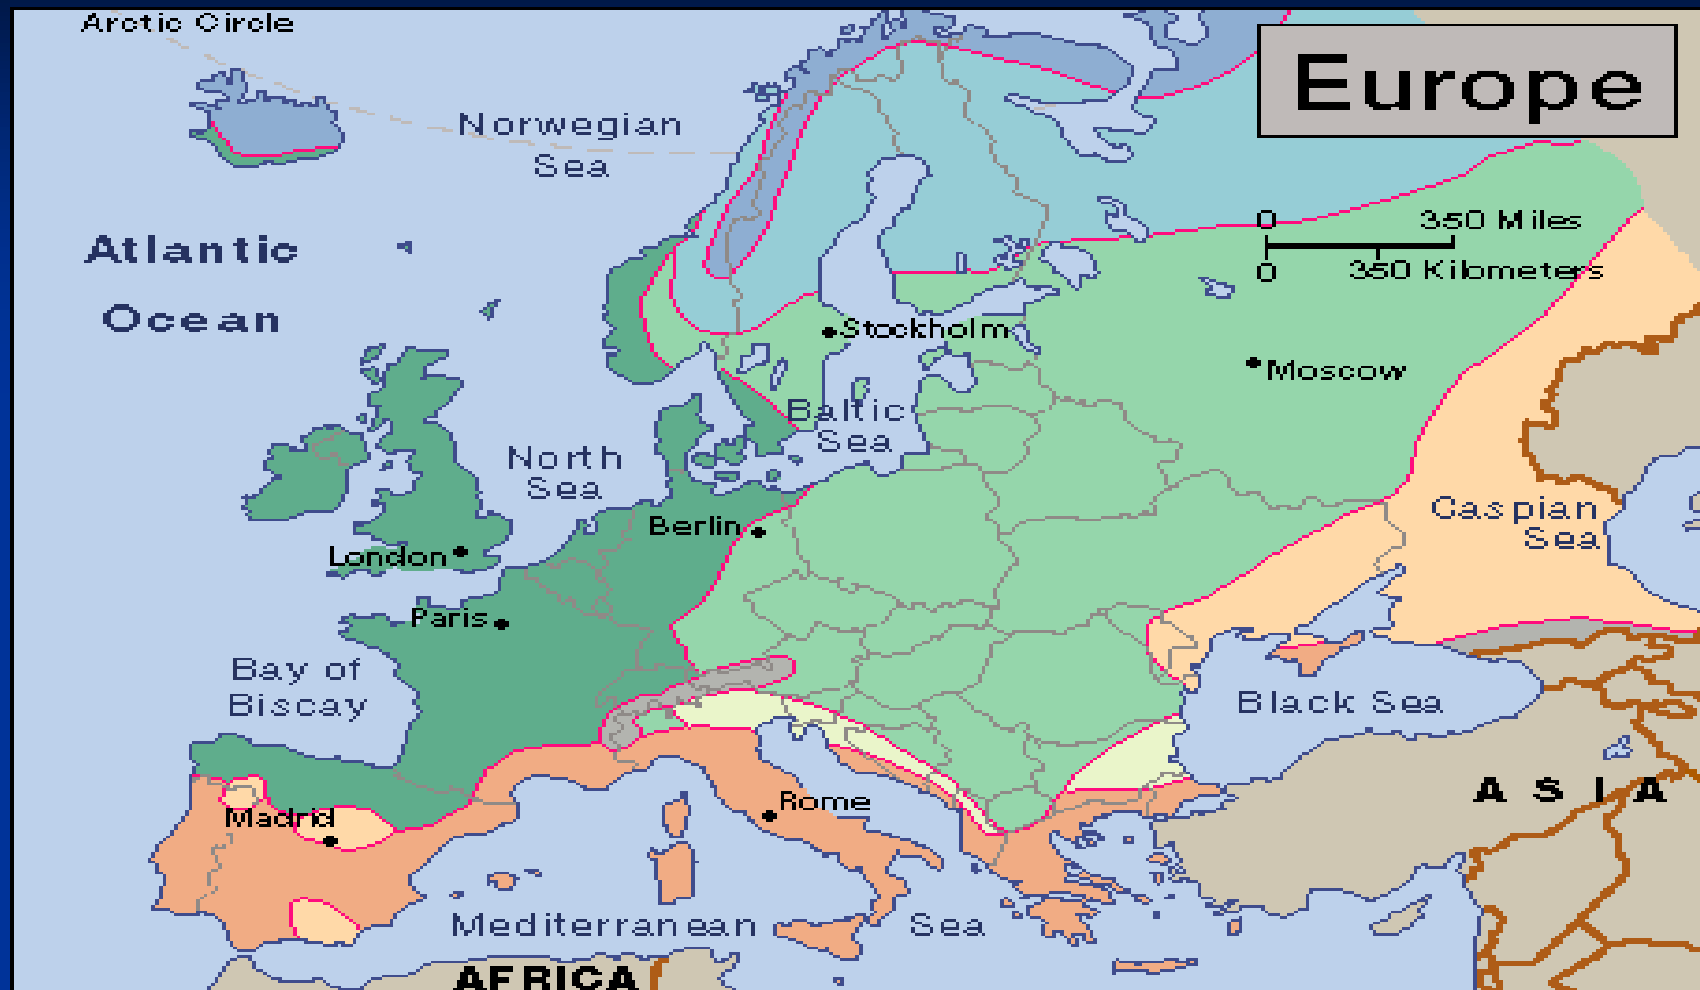 Arctic Circle
Europe
Norwegian
Sea
Atlantic
Ocean
0
350 Miles
0
350 Kilometers
Stockholm
Moscow
Baltic
Sea
North
Sea
Berlin
London
Caspian
Sea
Paris
Bay of
Biscay
Black Sea
ASIA
Madrid
Rome
Mediterranean
Sea
AFRICA